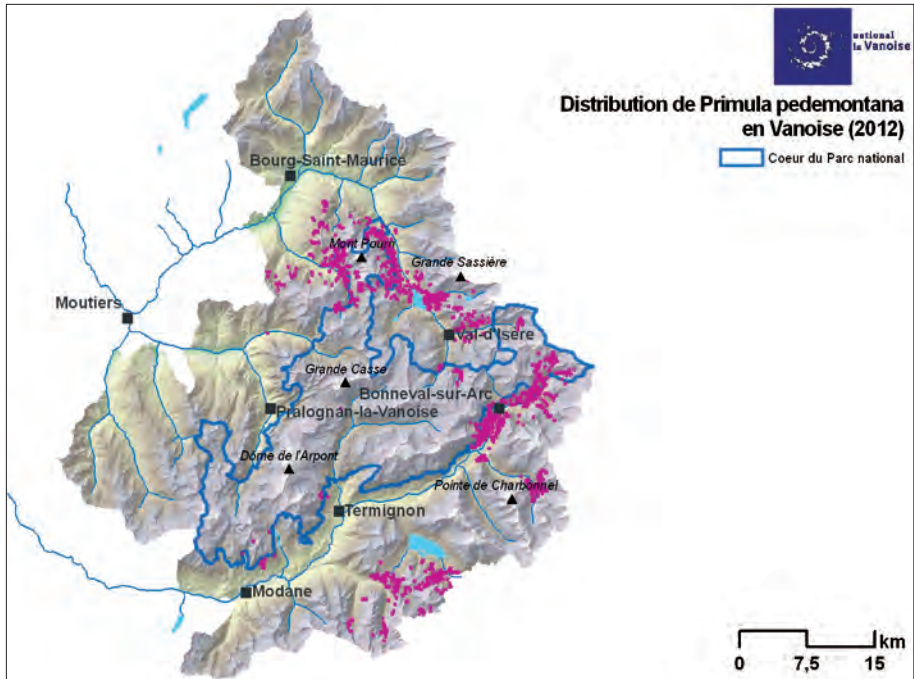 national
la Vanoise
Distribution de Primula pedemontana
en Vanoise (2012)
Coeur du Parc national
Bourg-Saint-Maurice
Mont Pourri
Grande Sassière
Moutiers
Val-d'Isère
Grande Casse
Bonneval-sur-Arc
Pralognan-la-Vanoise
Dôme de l'Arpont
Pointe de Charbonnel
Termignon
Modane
km
0 7,5 15